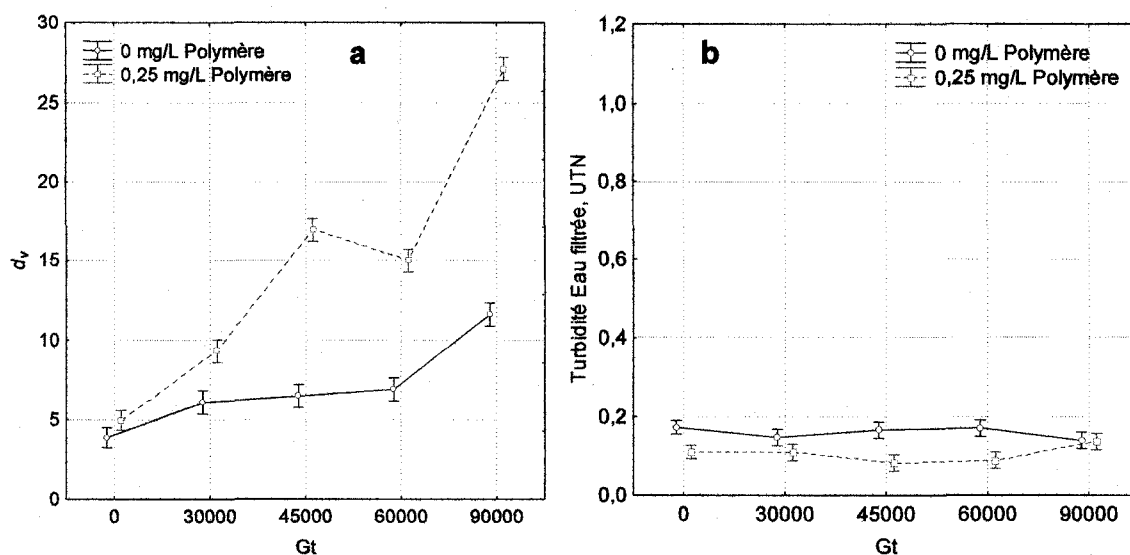 a
0 mg/L Polymère
0,25 mg/L Polymère
30
25
20
15
10
5
0
d_v
0 30000 45000 60000 90000
Gt
b
0 mg/L Polymère
0,25 mg/L Polymère
1,2
1,0
0,8
0,6
0,4
0,2
0,0
Turbidité Eau filtrée, UTN
0 30000 45000 60000 90000
Gt